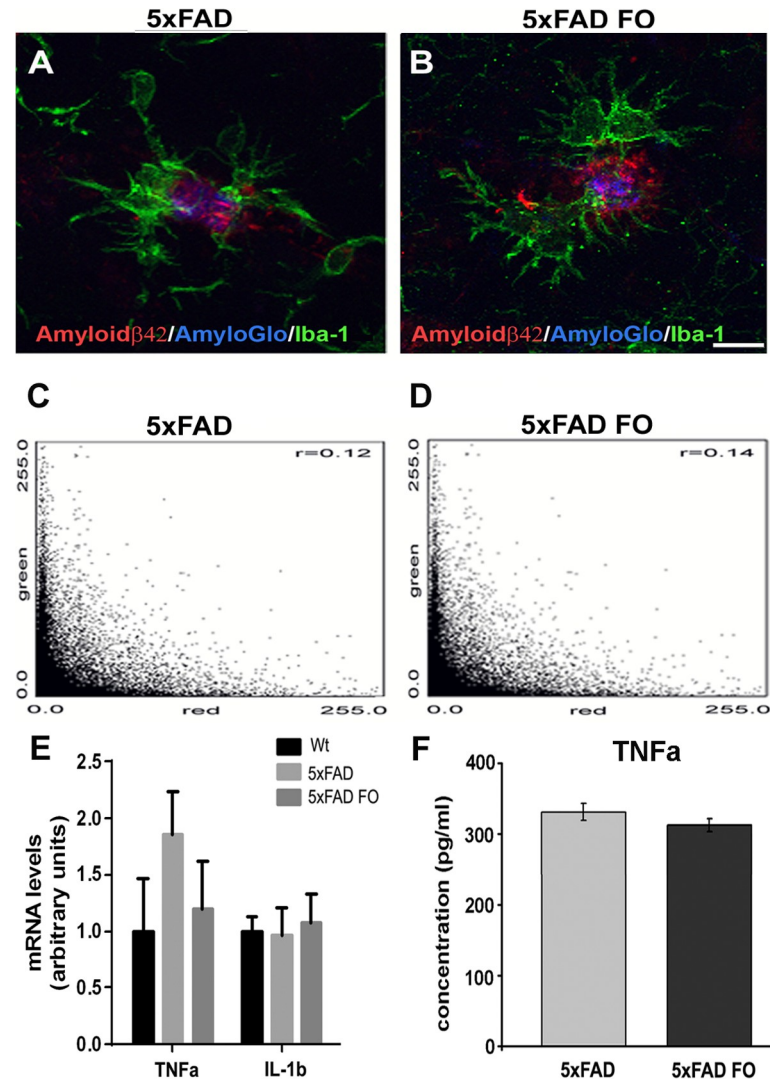 5xFAD
5xFAD FO
A
B
Amyloidβ42/AmyloGlo/Iba-1
Amyloidβ42/AmyloGlo/Iba-1
C
D
5xFAD
5xFAD FO
255.0
r=0.12
green
0.0
0.0
red
255.0
255.0
r=0.14
green
0.0
0.0
red
255.0
E
Wt
5xFAD
5xFAD FO
2.5
2.0
1.5
1.0
0.5
0.0
mRNA levels
(arbitrary units)
TNFa
IL-1b
F
TNFa
400
300
200
100
0
concentration (pg/ml)
5xFAD
5xFAD FO